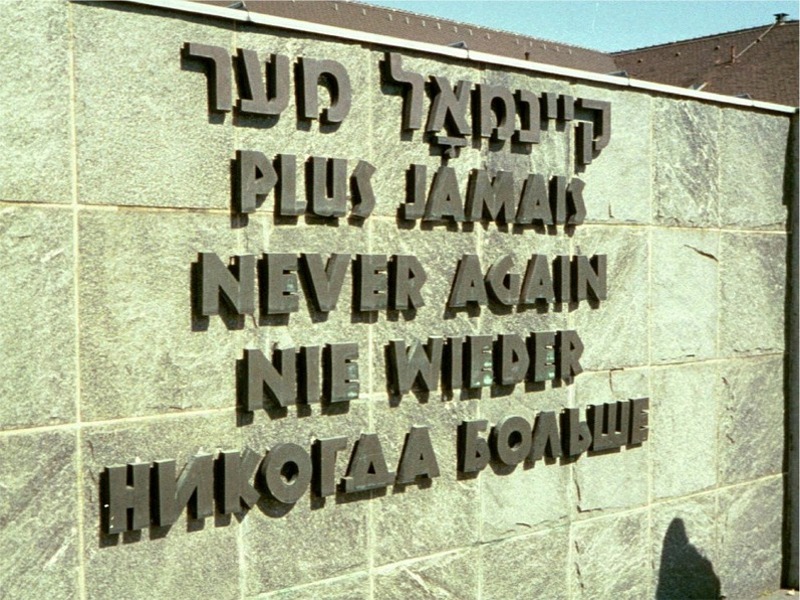 קיינמאָל מער
PLUS JAMAIS
NEVER AGAIN
NIE WIEDER
НИКОГДА БОЛЬШЕ